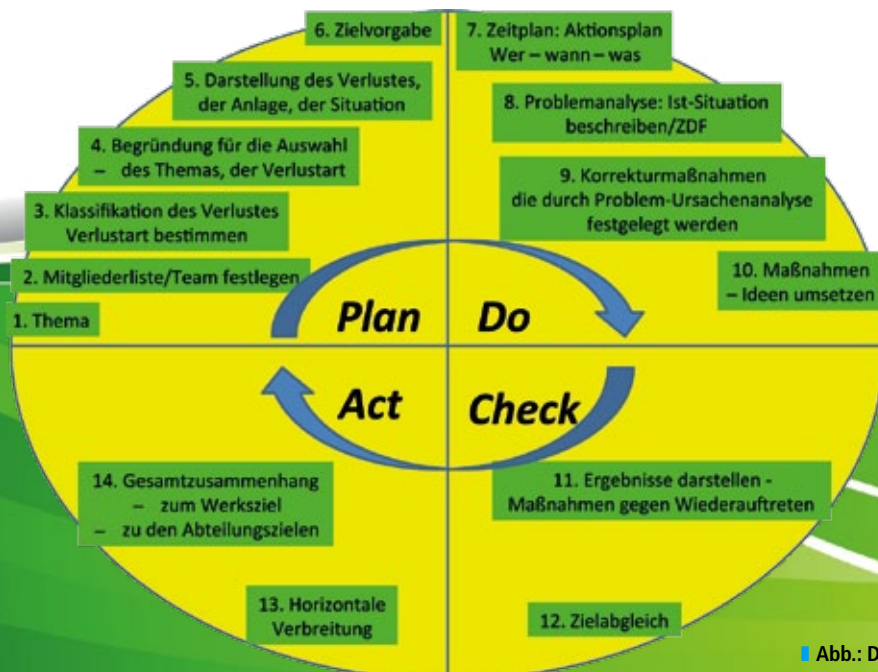 1. Thema
2. Mitgliederliste/Team festlegen
3. Klassifikation des Verlustes
Verlustart bestimmen
4. Begründung für die Auswahl
– des Themas, der Verlustart
5. Darstellung des Verlustes,
der Anlage, der Situation
6. Zielvorgabe
7. Zeitplan: Aktionsplan
Wer – wann – was
8. Problemanalyse: Ist-Situation
beschreiben/ZDF
9. Korrekturmaßnahmen
die durch Problem-Ursachenanalyse
festgelegt werden
10. Maßnahmen
– Ideen umsetzen
Plan
Do
Act
Check
11. Ergebnisse darstellen -
Maßnahmen gegen Wiederauftreten
12. Zielabgleich
13. Horizontale
Verbreitung
14. Gesamtzusammenhang
– zum Werksziel
– zu den Abteilungszielen
Abb.: D